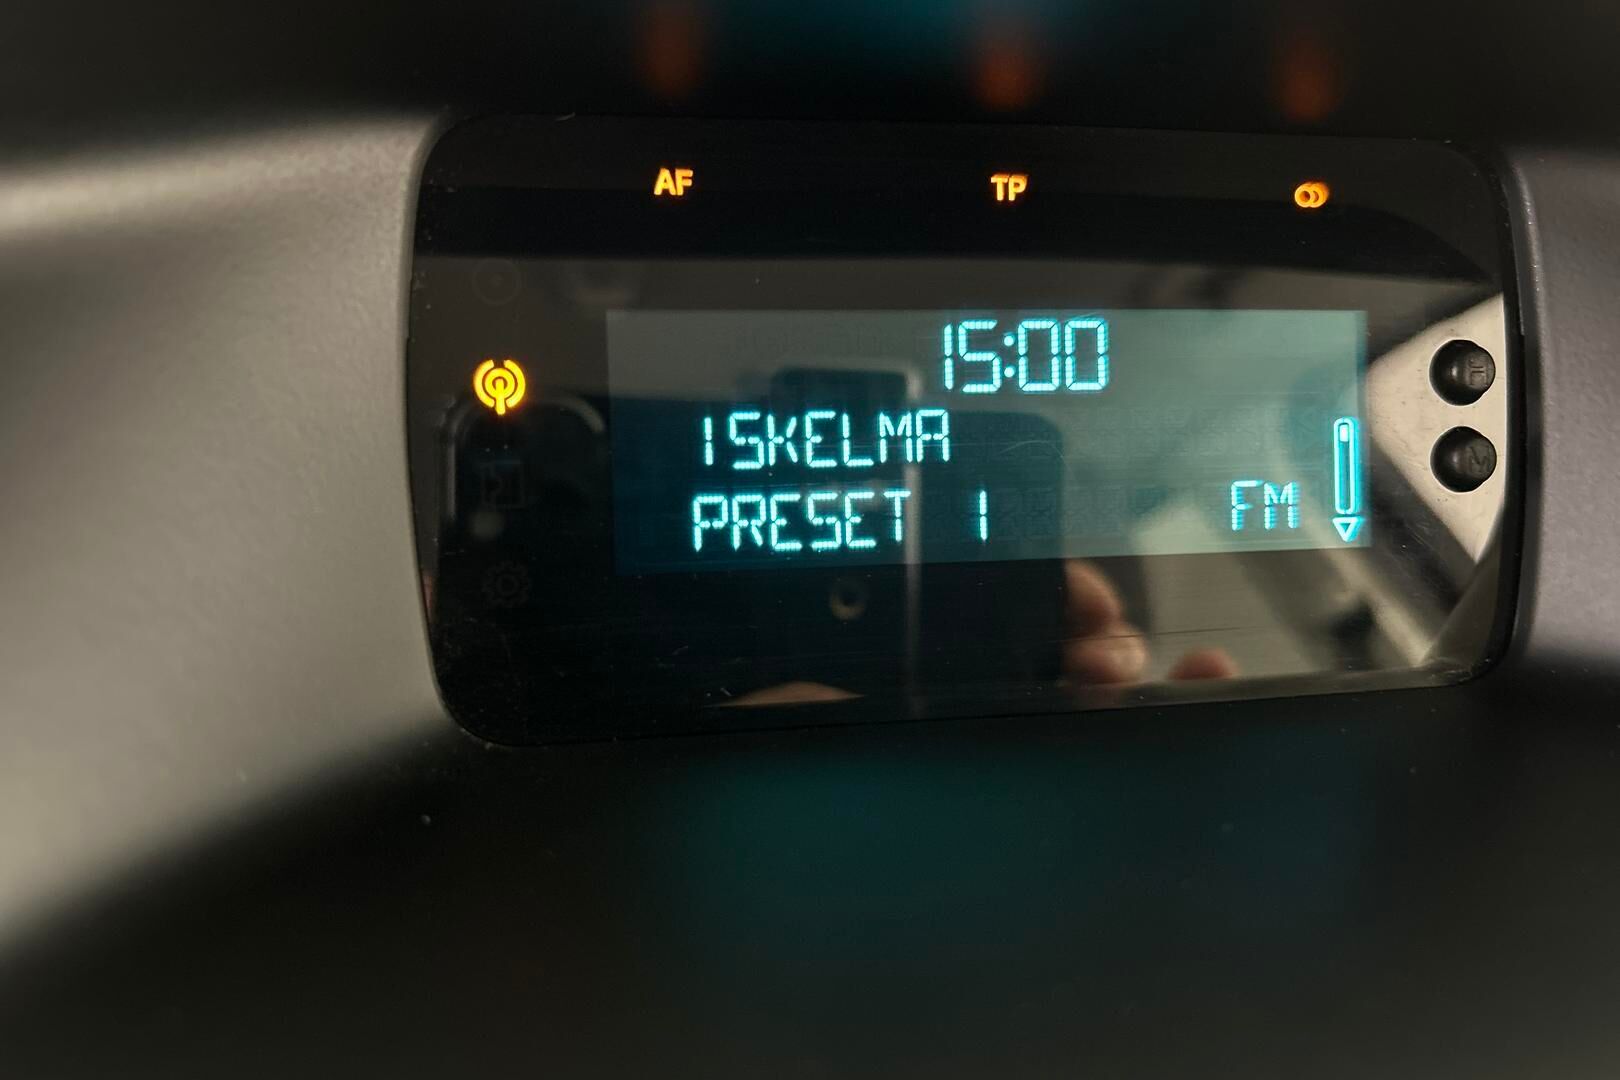 AF TP
15:00
ISKELMA
PRESET 1 FM